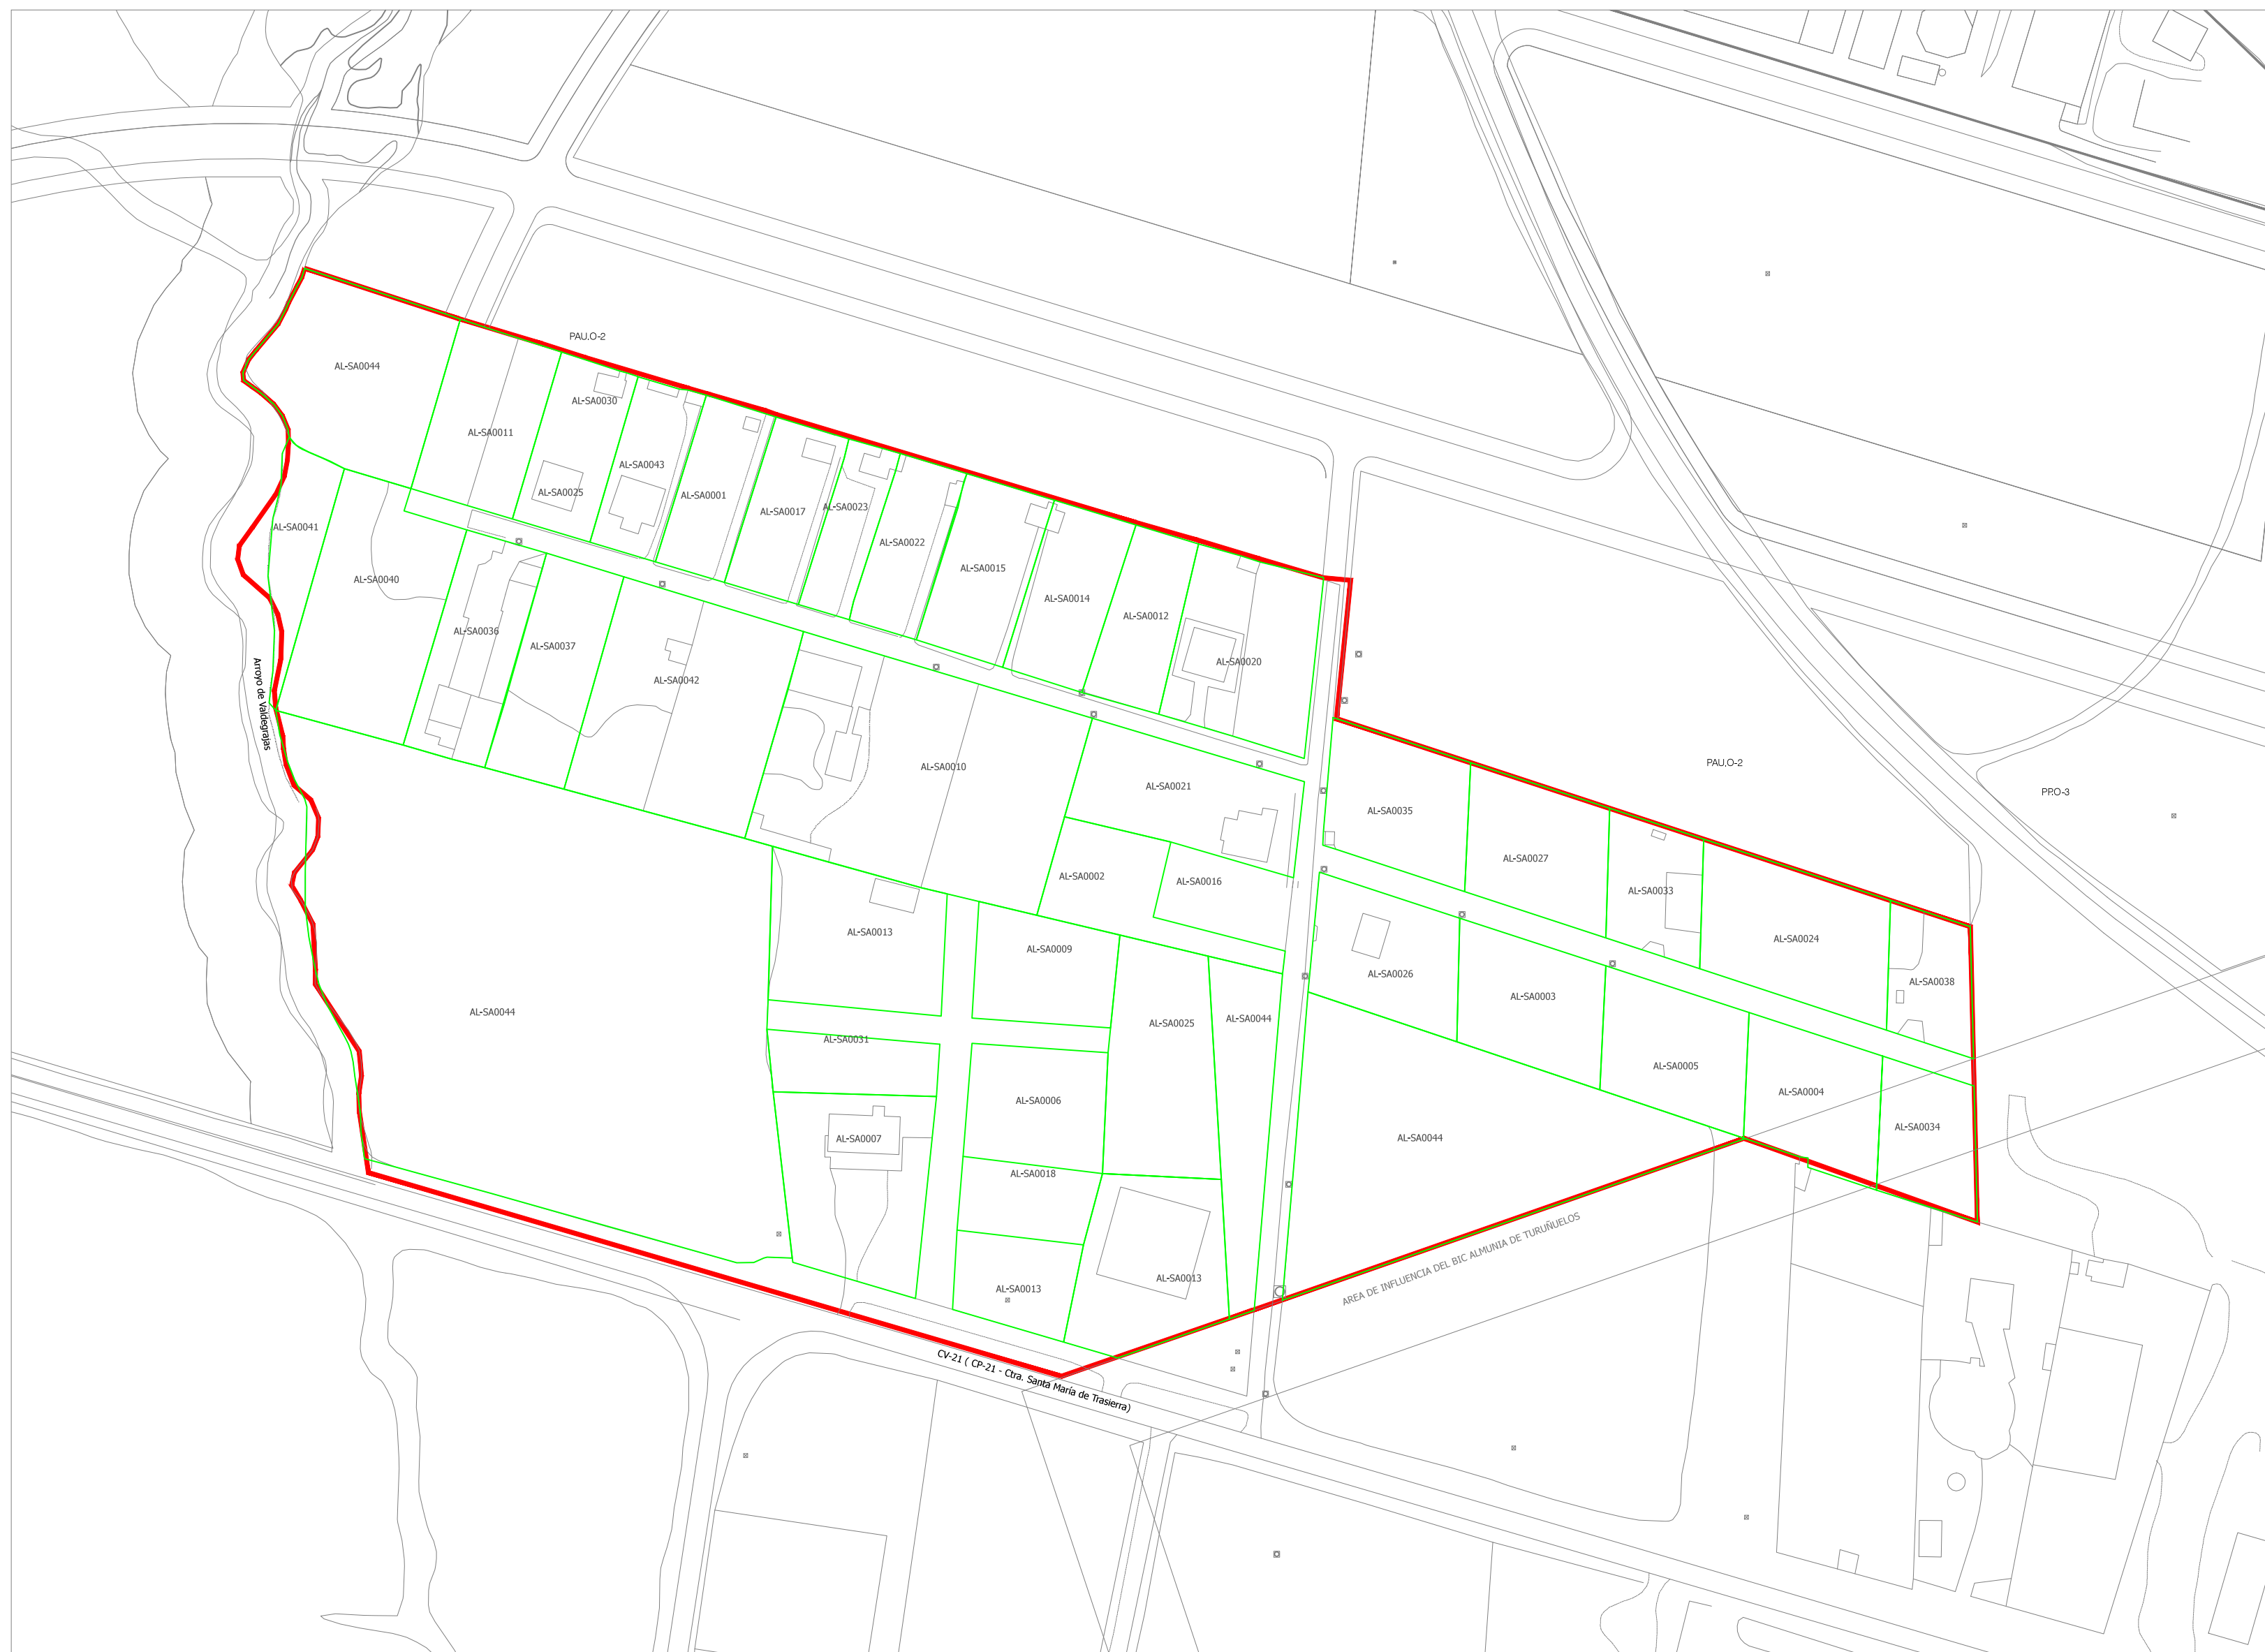 PAU.O-2
AL-SA0044
AL-SA0030
AL-SA0011
AL-SA0043
AL-SA0025
AL-SA0001
AL-SA0017
AL-SA0023
AL-SA0022
AL-SA0015
AL-SA0014
AL-SA0012
AL-SA0020
AL-SA0041
AL-SA0040
AL-SA0036
AL-SA0037
AL-SA0042
AL-SA0010
AL-SA0021
AL-SA0002
AL-SA0016
Arroyo de Valdegrajas
PAU.O-2
PP.O-3
AL-SA0035
AL-SA0027
AL-SA0033
AL-SA0024
AL-SA0038
AL-SA0026
AL-SA0003
AL-SA0005
AL-SA0004
AL-SA0034
AL-SA0013
AL-SA0009
AL-SA0044
AL-SA0025
AL-SA0044
AL-SA0031
AL-SA0006
AL-SA0007
AL-SA0018
AL-SA0044
AL-SA0013
AL-SA0013
AREA DE INFLUENCIA DEL BIC ALMUNIA DE TURUÑUELOS
CV-21 ( CP-21 - Ctra. Santa María de Trasierra)